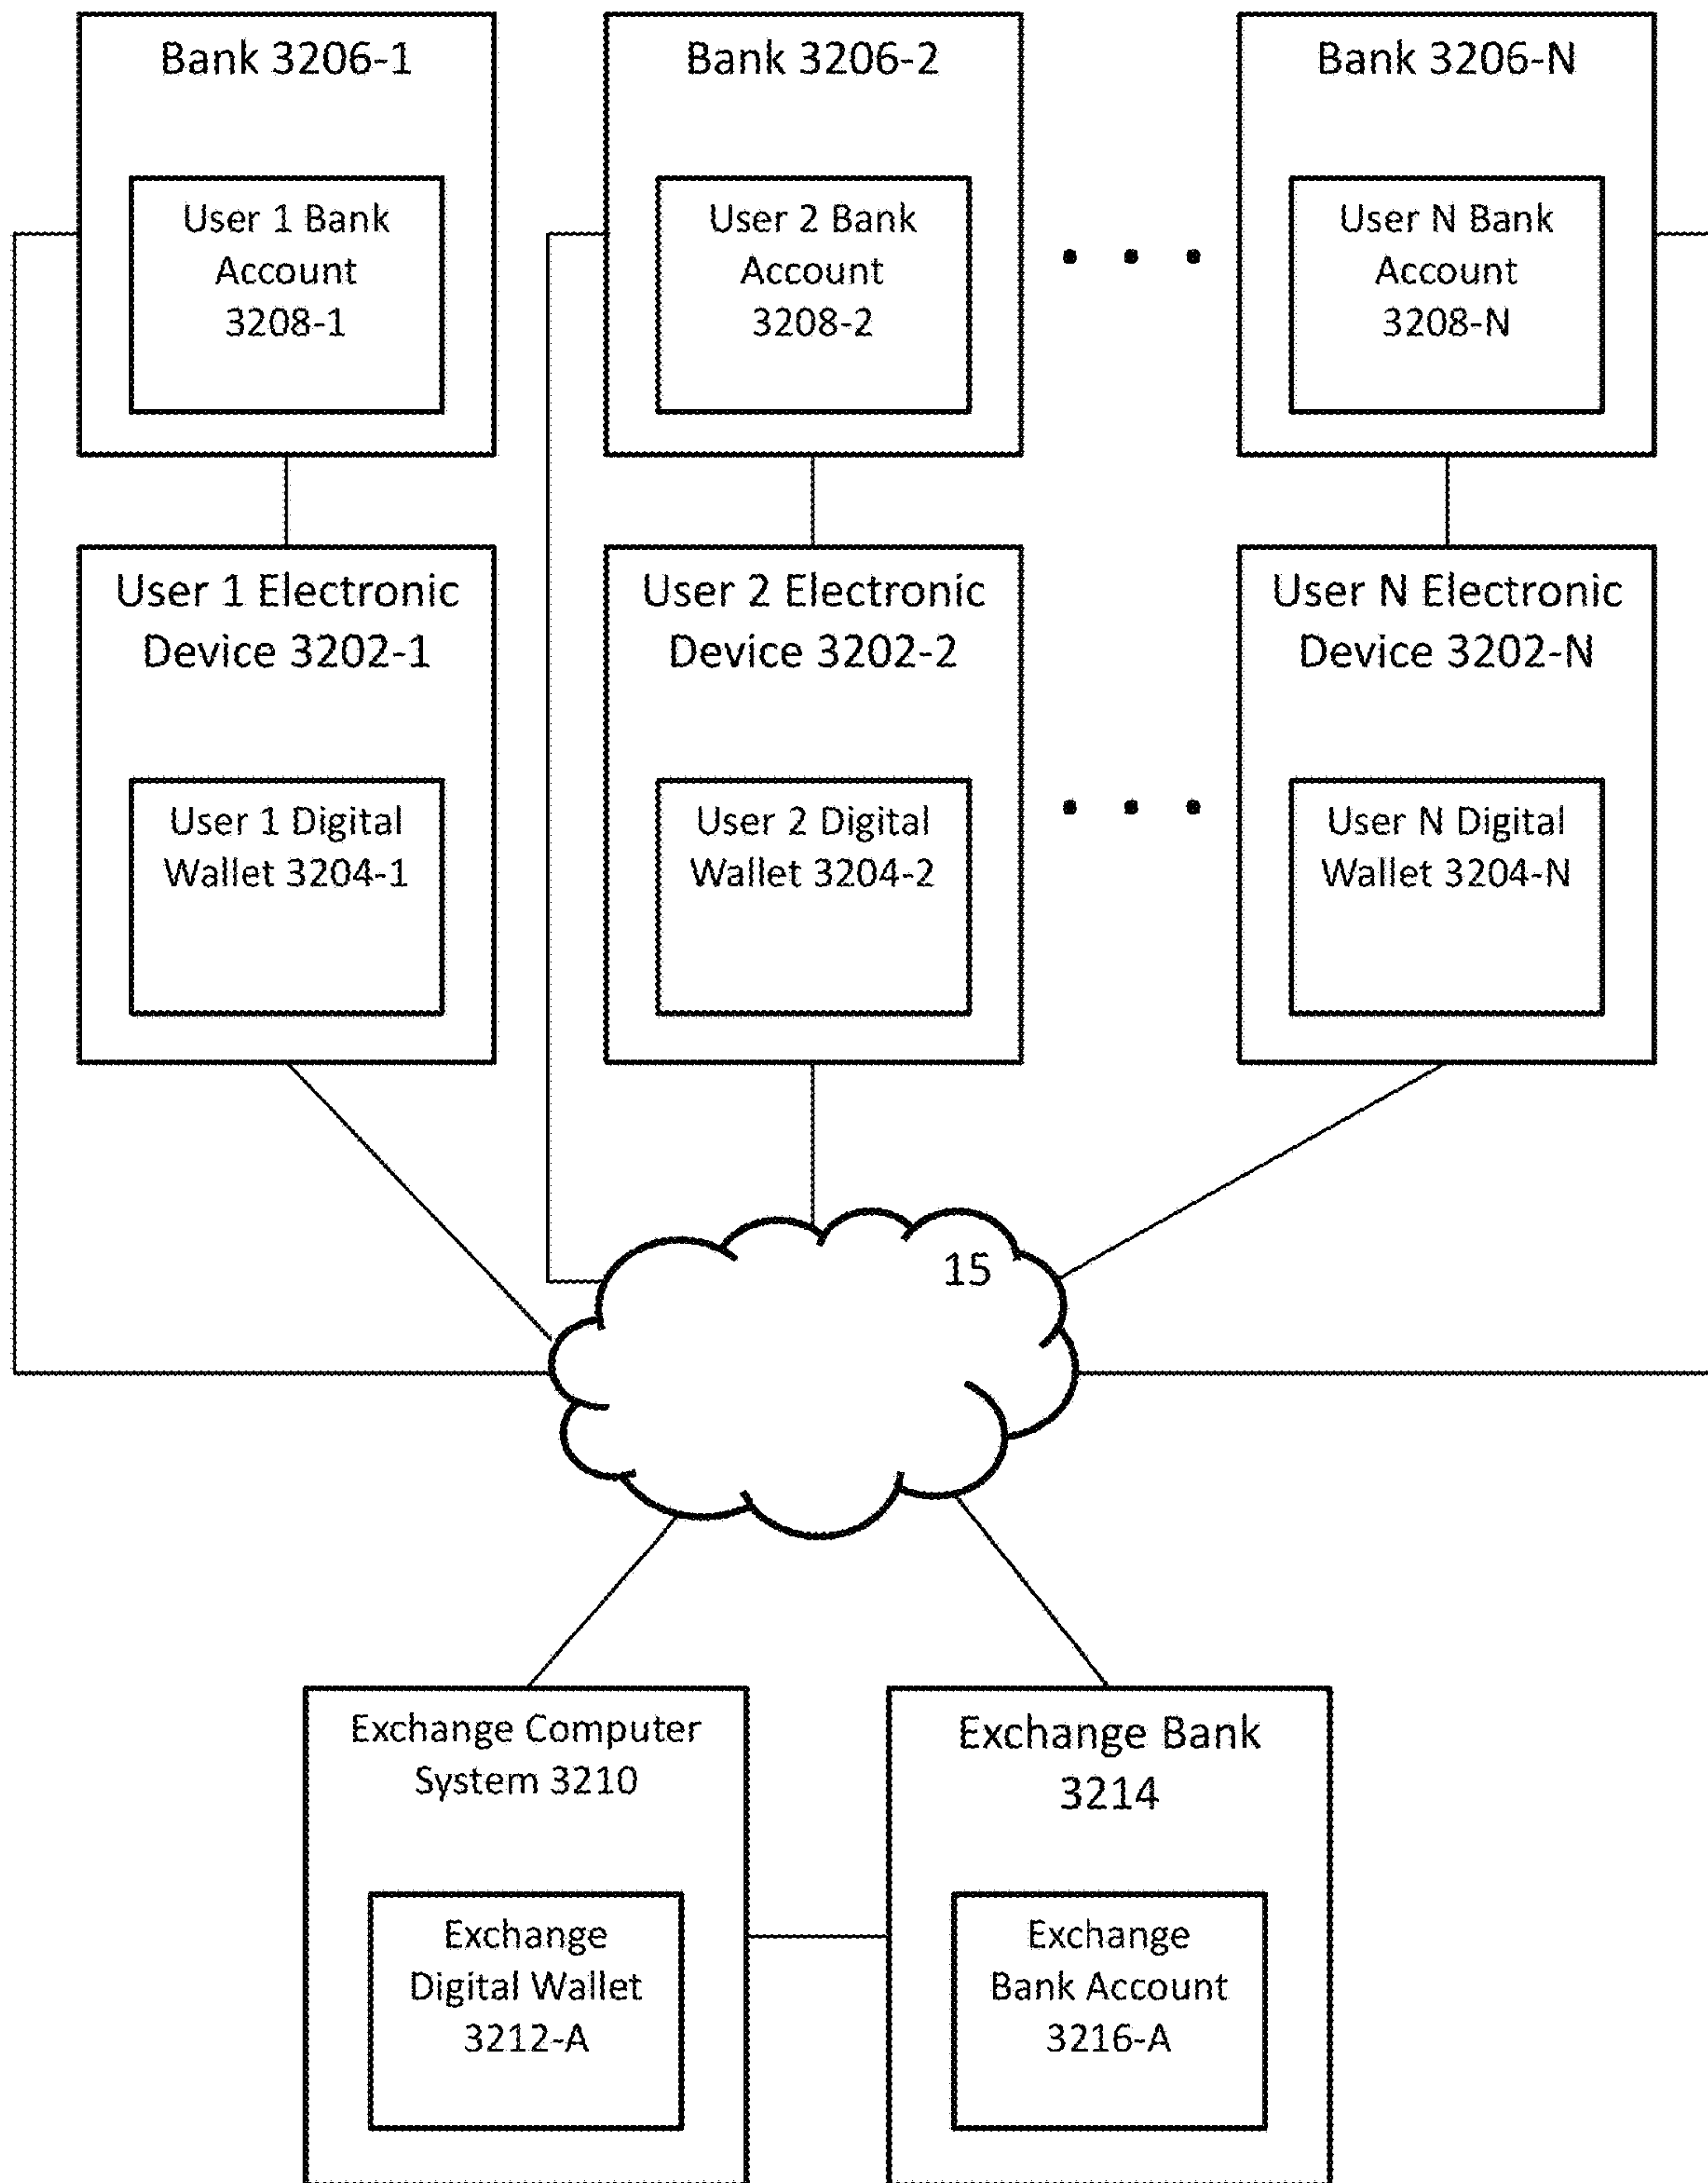 Bank 3206-1
User 1 Bank
Account
3208-1
Bank 3206-2
User 2 Bank
Account
3208-2
Bank 3206-N
User N Bank
Account
3208-N
User 1 Electronic
Device 3202-1
User 1 Digital
Wallet 3204-1
User 2 Electronic
Device 3202-2
User 2 Digital
Wallet 3204-2
User N Electronic
Device 3202-N
User N Digital
Wallet 3204-N
15
Exchange Computer
System 3210
Exchange
Digital Wallet
3212-A
Exchange Bank
3214
Exchange
Bank Account
3216-A